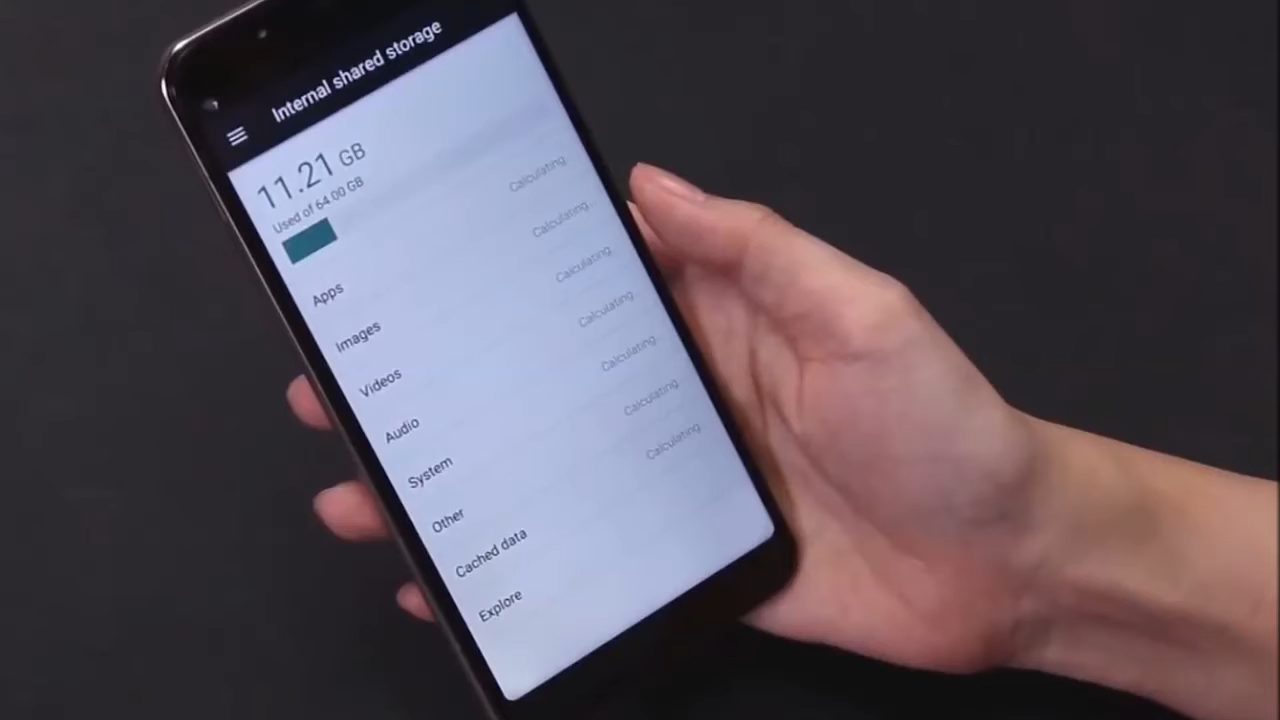 Internal shared storage
11.21 GB
Used of 64.00 GB
Apps Calculating...
Images Calculating...
Videos Calculating...
Audio Calculating...
System Calculating...
Other Calculating...
Cached data Calculating...
Explore